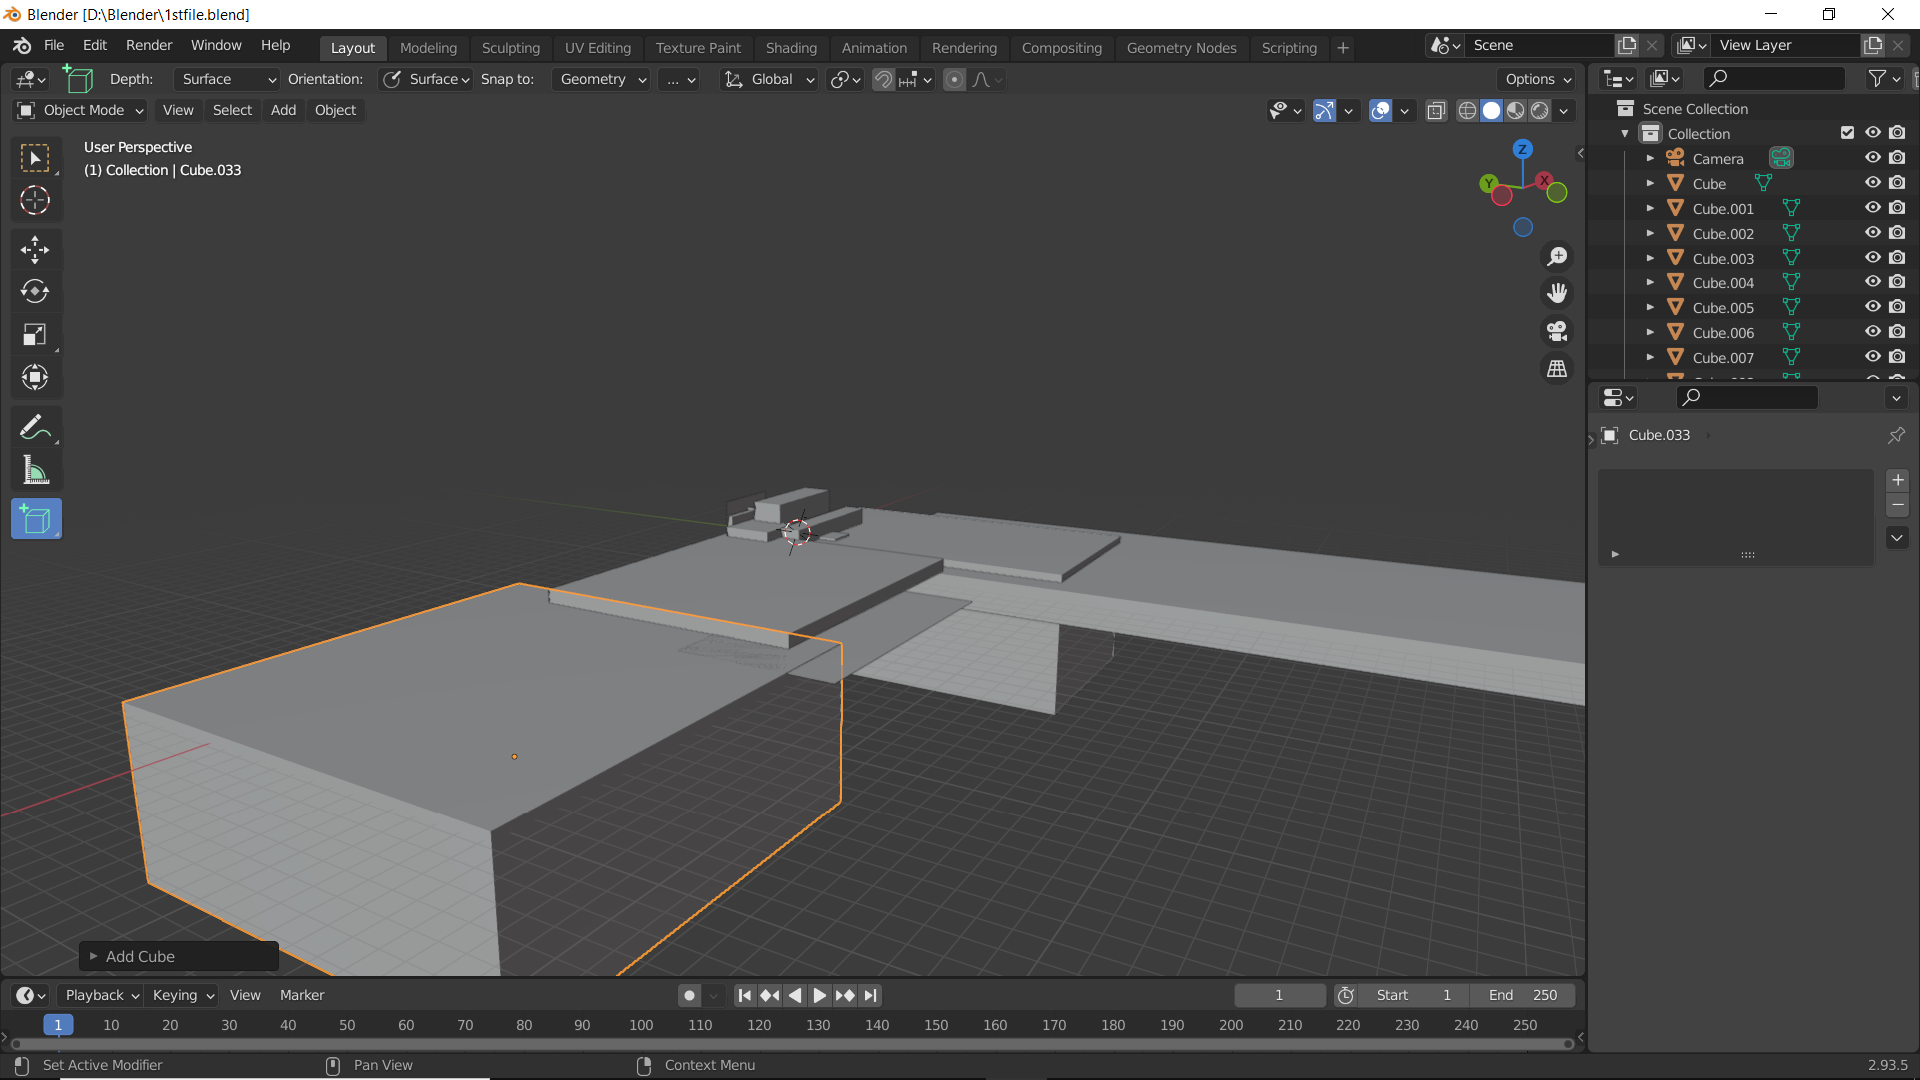 Blender [D:\Blender\1stfile.blend]
File Edit Render Window Help Layout Modeling Sculpting UV Editing Texture Paint Shading Animation Rendering Compositing Geometry Nodes Scripting + Scene View Layer
Depth: Surface Orientation: Surface Snap to: Geometry ... Global Options
Object Mode View Select Add Object
Scene Collection
Collection
User Perspective
(1) Collection | Cube.033
Z
Y X
Camera
Cube
Cube.001
Cube.002
Cube.003
Cube.004
Cube.005
Cube.006
Cube.007
Cube.033
Add Cube
Playback Keying View Marker 1 Start 1 End 250
1 10 20 30 40 50 60 70 80 90 100 110 120 130 140 150 160 170 180 190 200 210 220 230 240 250
Set Active Modifier Pan View Context Menu 2.93.5